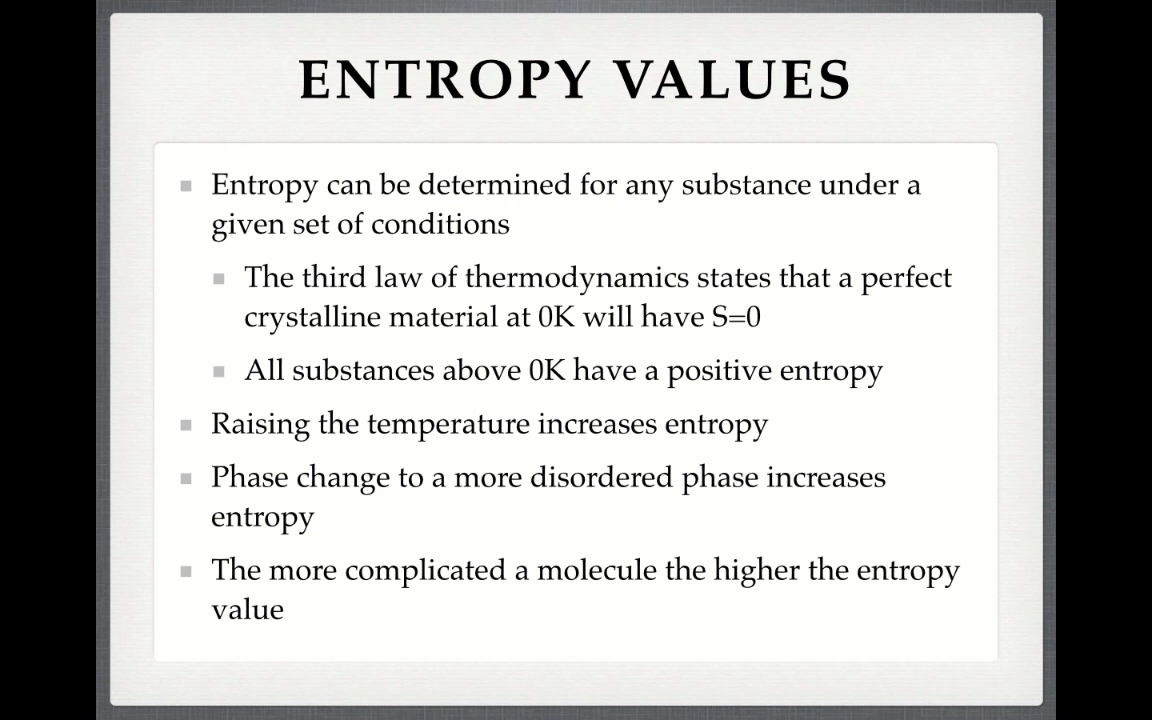 ENTROPY VALUES
Entropy can be determined for any substance under a
given set of conditions
The third law of thermodynamics states that a perfect
crystalline material at 0K will have S=0
All substances above 0K have a positive entropy
Raising the temperature increases entropy
Phase change to a more disordered phase increases
entropy
The more complicated a molecule the higher the entropy
value